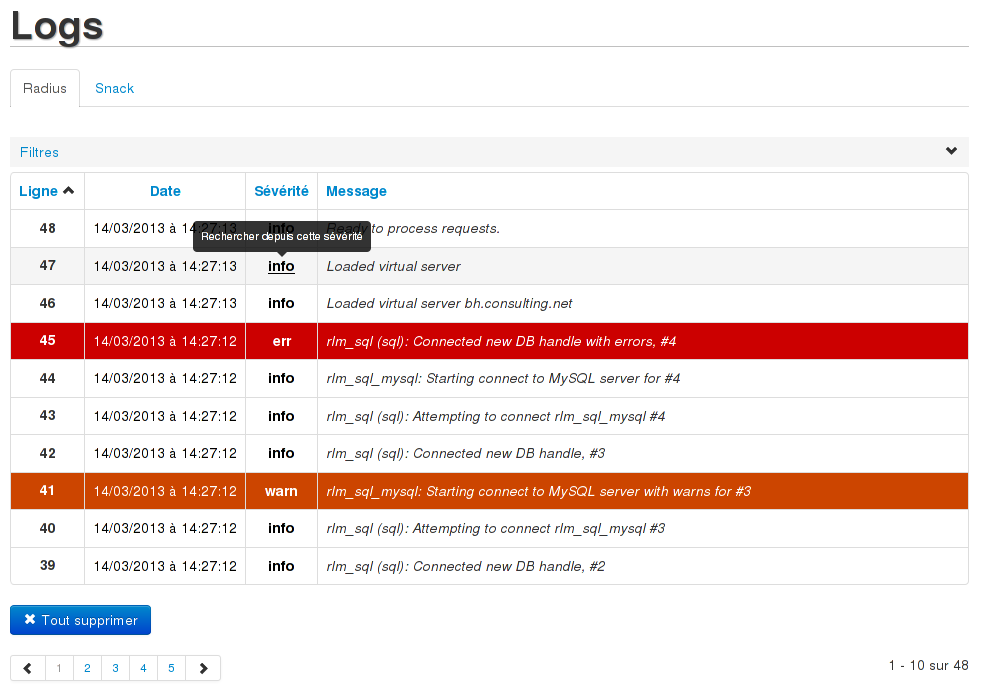 Logs
Radius Snack
Filtres
Ligne Date Sévérité Message
48 14/03/2013 à 14:27:13 info Ready to process requests.
Rechercher depuis cette sévérité
47 14/03/2013 à 14:27:13 info Loaded virtual server
46 14/03/2013 à 14:27:13 info Loaded virtual server bh.consulting.net
45 14/03/2013 à 14:27:12 err rlm_sql (sql): Connected new DB handle with errors, #4
44 14/03/2013 à 14:27:12 info rlm_sql_mysql: Starting connect to MySQL server for #4
43 14/03/2013 à 14:27:12 info rlm_sql (sql): Attempting to connect rlm_sql_mysql #4
42 14/03/2013 à 14:27:12 info rlm_sql (sql): Connected new DB handle, #3
41 14/03/2013 à 14:27:12 warn rlm_sql_mysql: Starting connect to MySQL server with warns for #3
40 14/03/2013 à 14:27:12 info rlm_sql (sql): Attempting to connect rlm_sql_mysql #3
39 14/03/2013 à 14:27:12 info rlm_sql (sql): Connected new DB handle, #2
Tout supprimer
1 2 3 4 5
1 - 10 sur 48